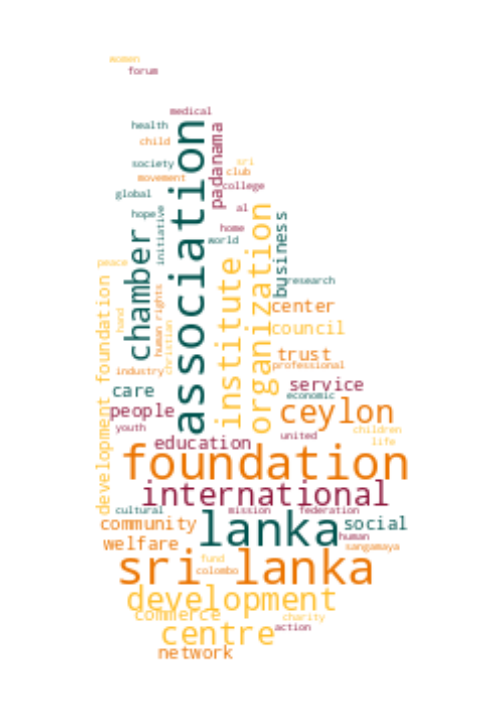 women
forum
medical
health
association
padanama
child
society
sri
movement
club
college
global
al
hope
initiative
home
world
chamber
institute
organization
business
peace
development foundation
research
human rights
hand
christian
center
council
trust
industry
professional
care
service
economic
people
ceylon
youth
children
education
united
life
foundation
international
cultural
mission
federation
community
lanka
social
welfare
human
sangamaya
fund
sri lanka
colombo
development
commerce
charity
centre
action
network